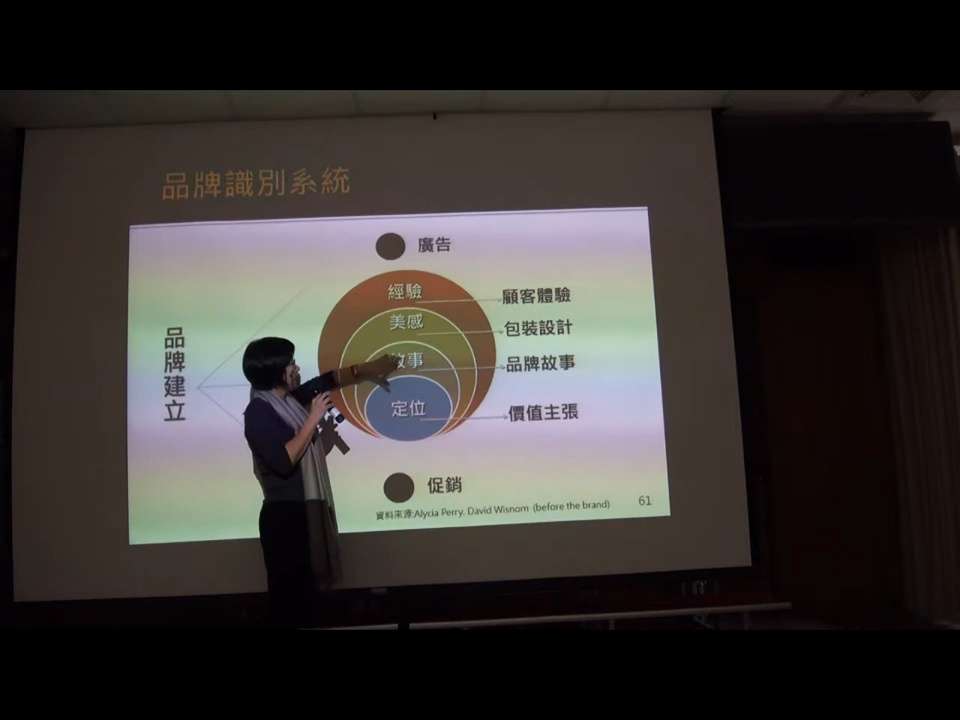 品牌識別系統
廣告
經驗
顧客體驗
美感
包裝設計
品牌建立
故事
品牌故事
定位
價值主張
促銷
資料來源:Alycia Perry, David Wisnom (before the brand)
61